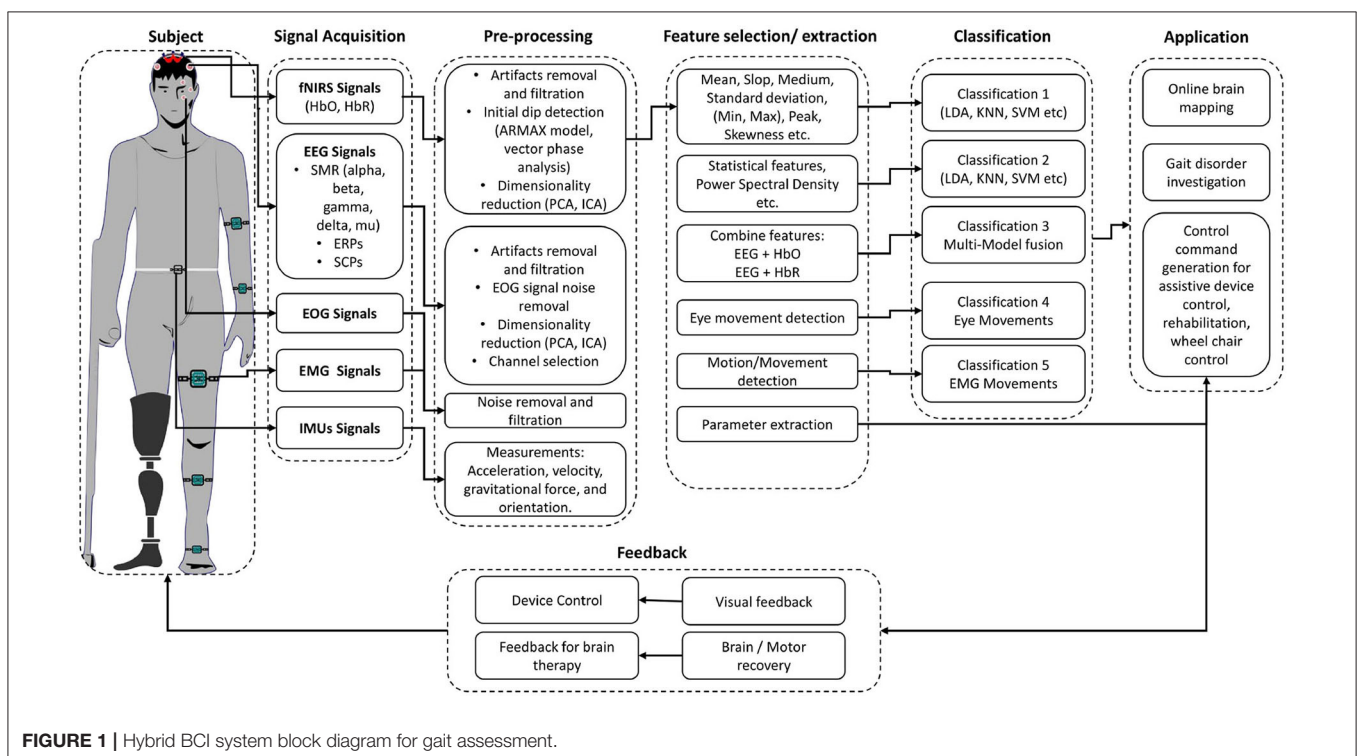 Subject
Signal Acquisition
fNIRS Signals
(HbO, HbR)
EEG Signals
• SMR (alpha,
beta,
gamma,
delta, mu)
• ERPs
• SCPs
EOG Signals
EMG Signals
IMUs Signals
Pre-processing
• Artifacts removal
and filtration
• Initial dip detection
(ARMAX model,
vector phase
analysis)
• Dimensionality
reduction (PCA, ICA)
• Artifacts removal
and filtration
• EOG signal noise
removal
• Dimensionality
reduction (PCA, ICA)
• Channel selection
Noise removal and
filtration
Measurements:
Acceleration, velocity,
gravitational force, and
orientation.
Feature selection/ extraction
Mean, Slop, Medium,
Standard deviation,
(Min, Max), Peak,
Skewness etc.
Statistical features,
Power Spectral Density
etc.
Combine features:
EEG + HbO
EEG + HbR
Eye movement detection
Motion/Movement
detection
Parameter extraction
Classification
Classification 1
(LDA, KNN, SVM etc)
Classification 2
(LDA, KNN, SVM etc)
Classification 3
Multi-Model fusion
Classification 4
Eye Movements
Classification 5
EMG Movements
Application
Online brain
mapping
Gait disorder
investigation
Control
command
generation for
assistive device
control,
rehabilitation,
wheel chair
control
Feedback
Device Control
Visual feedback
Feedback for brain
therapy
Brain / Motor
recovery
FIGURE 1 | Hybrid BCI system block diagram for gait assessment.